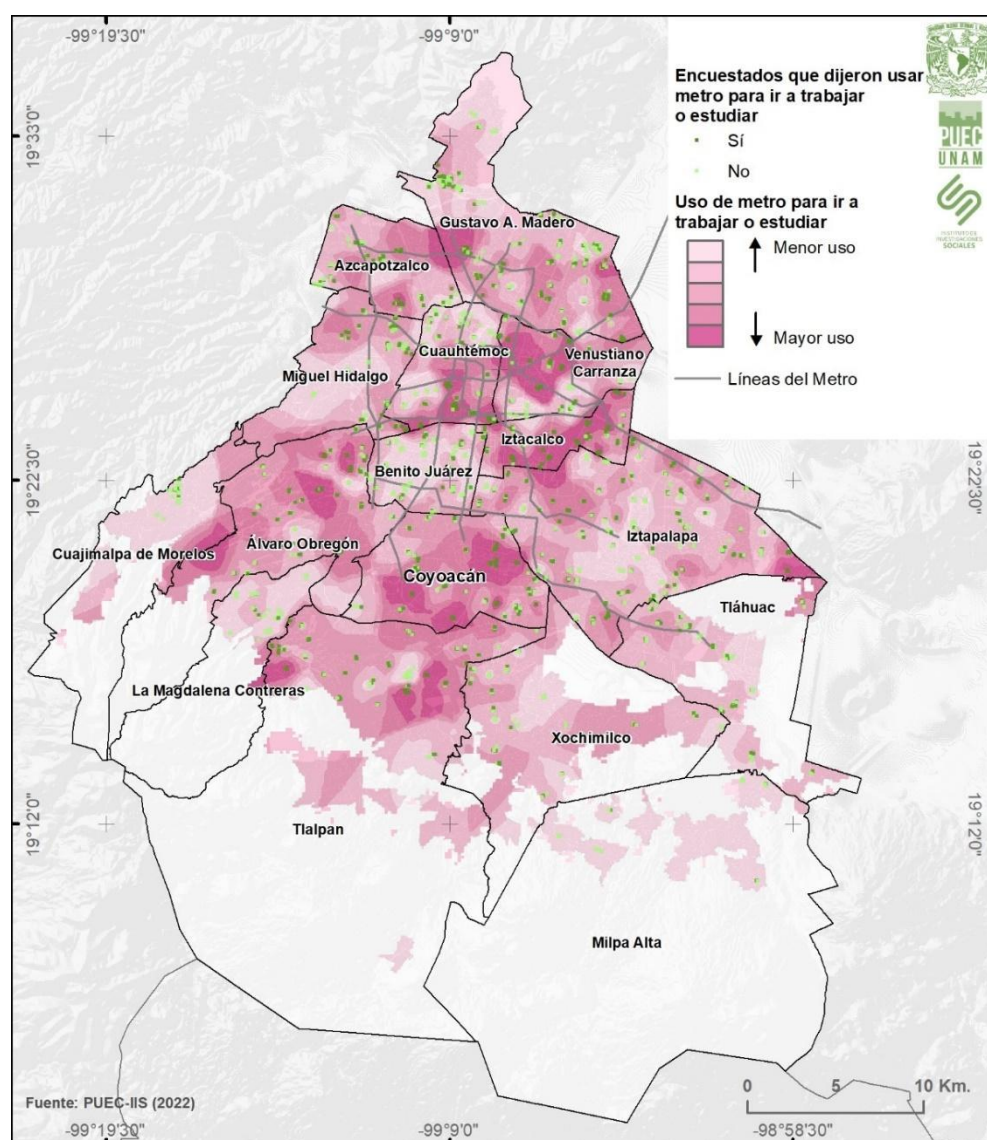 -99°19'30"
-99°9'0"
Encuestados que dijeron usar
metro para ir a trabajar
o estudiar
Sí
No
Uso de metro para ir a
trabajar o estudiar
Menor uso
Mayor uso
Líneas del Metro
PUEC
UNAM
INSTITUTO DE
INVESTIGACIONES
SOCIALES
19°33'0"
19°22'30"
19°12'0"
19°22'30"
19°12'0"
Gustavo A. Madero
Azcapotzalco
Cuauhtémoc
Venustiano
Carranza
Miguel Hidalgo
Iztacalco
Benito Juárez
Iztapalapa
Cuajimalpa de Morelos
Álvaro Obregón
Coyoacán
Tláhuac
La Magdalena Contreras
Xochimilco
Tlalpan
Milpa Alta
0 5 10 Km.
Fuente: PUEC-IIS (2022)
-99°19'30"
-99°9'0"
-98°58'30"